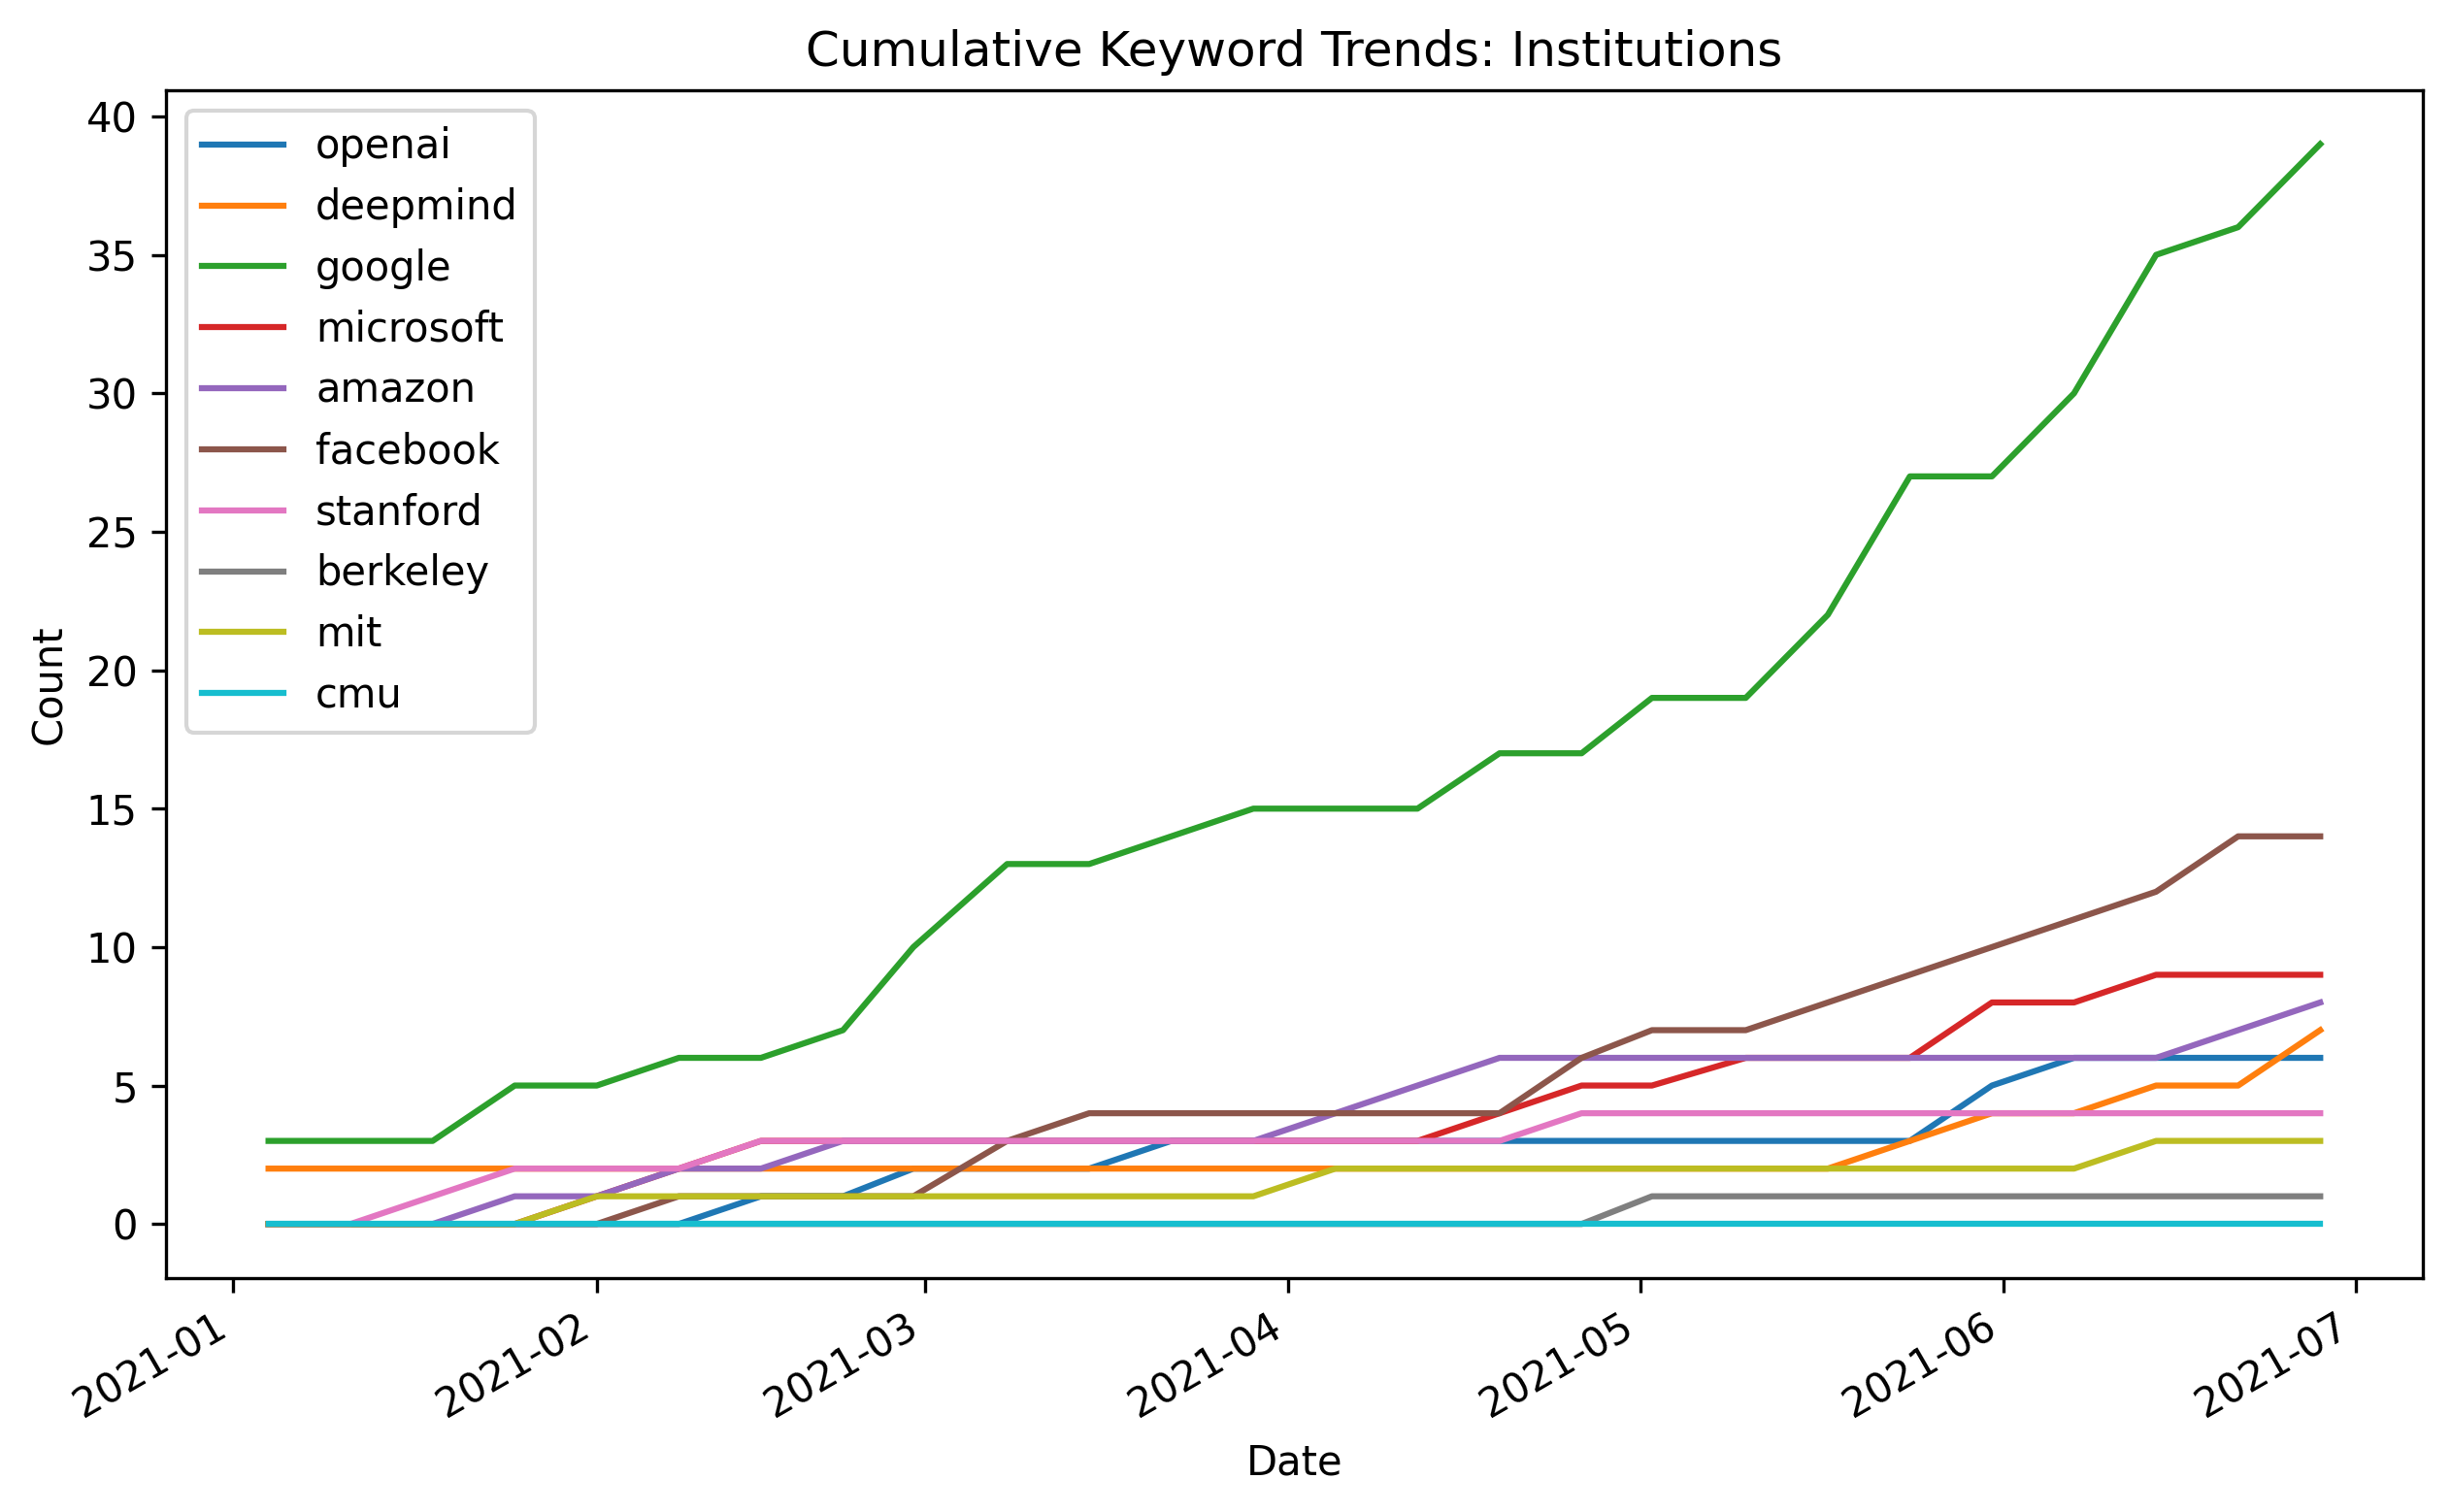 Cumulative Keyword Trends: Institutions
40
35
30
25
20
15
10
5
0
Count
openai
deepmind
google
microsoft
amazon
facebook
stanford
berkeley
mit
cmu
2021-01
2021-02
2021-03
2021-04
2021-05
2021-06
2021-07
Date